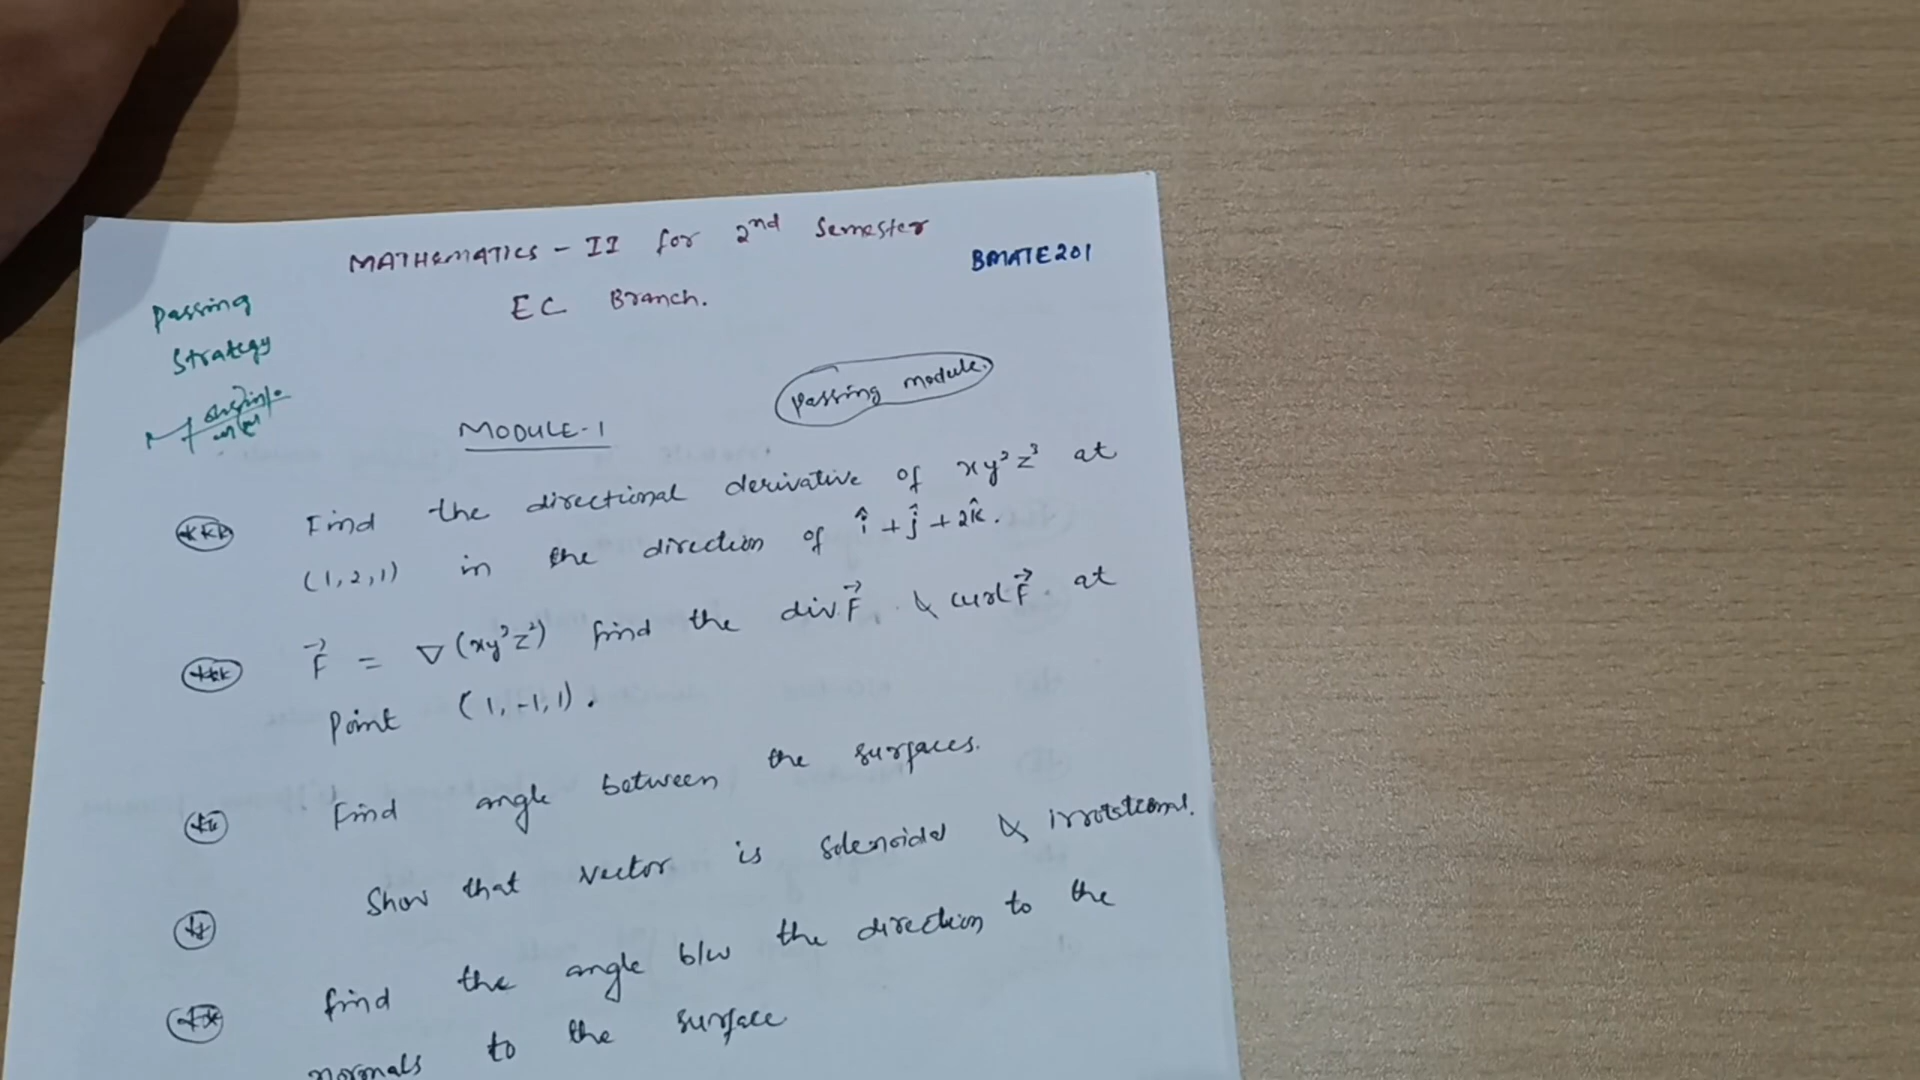 MATHEMATICS - II for 2nd Semester
BMATE201
EC Branch.
Passing
Strategy
passing module.
MODULE-1
Find the directional derivative of xy²z³ at
(1,2,1) in the direction of î + ĵ + 2k̂.
F⃗ = ∇(xy³z²) find the div F⃗ & curl F⃗ at
point (1,-1,1).
Find angle between the surfaces.
Show that vector is solenoidal & irrotational.
find the angle b/w the direction to the
normals to the surface